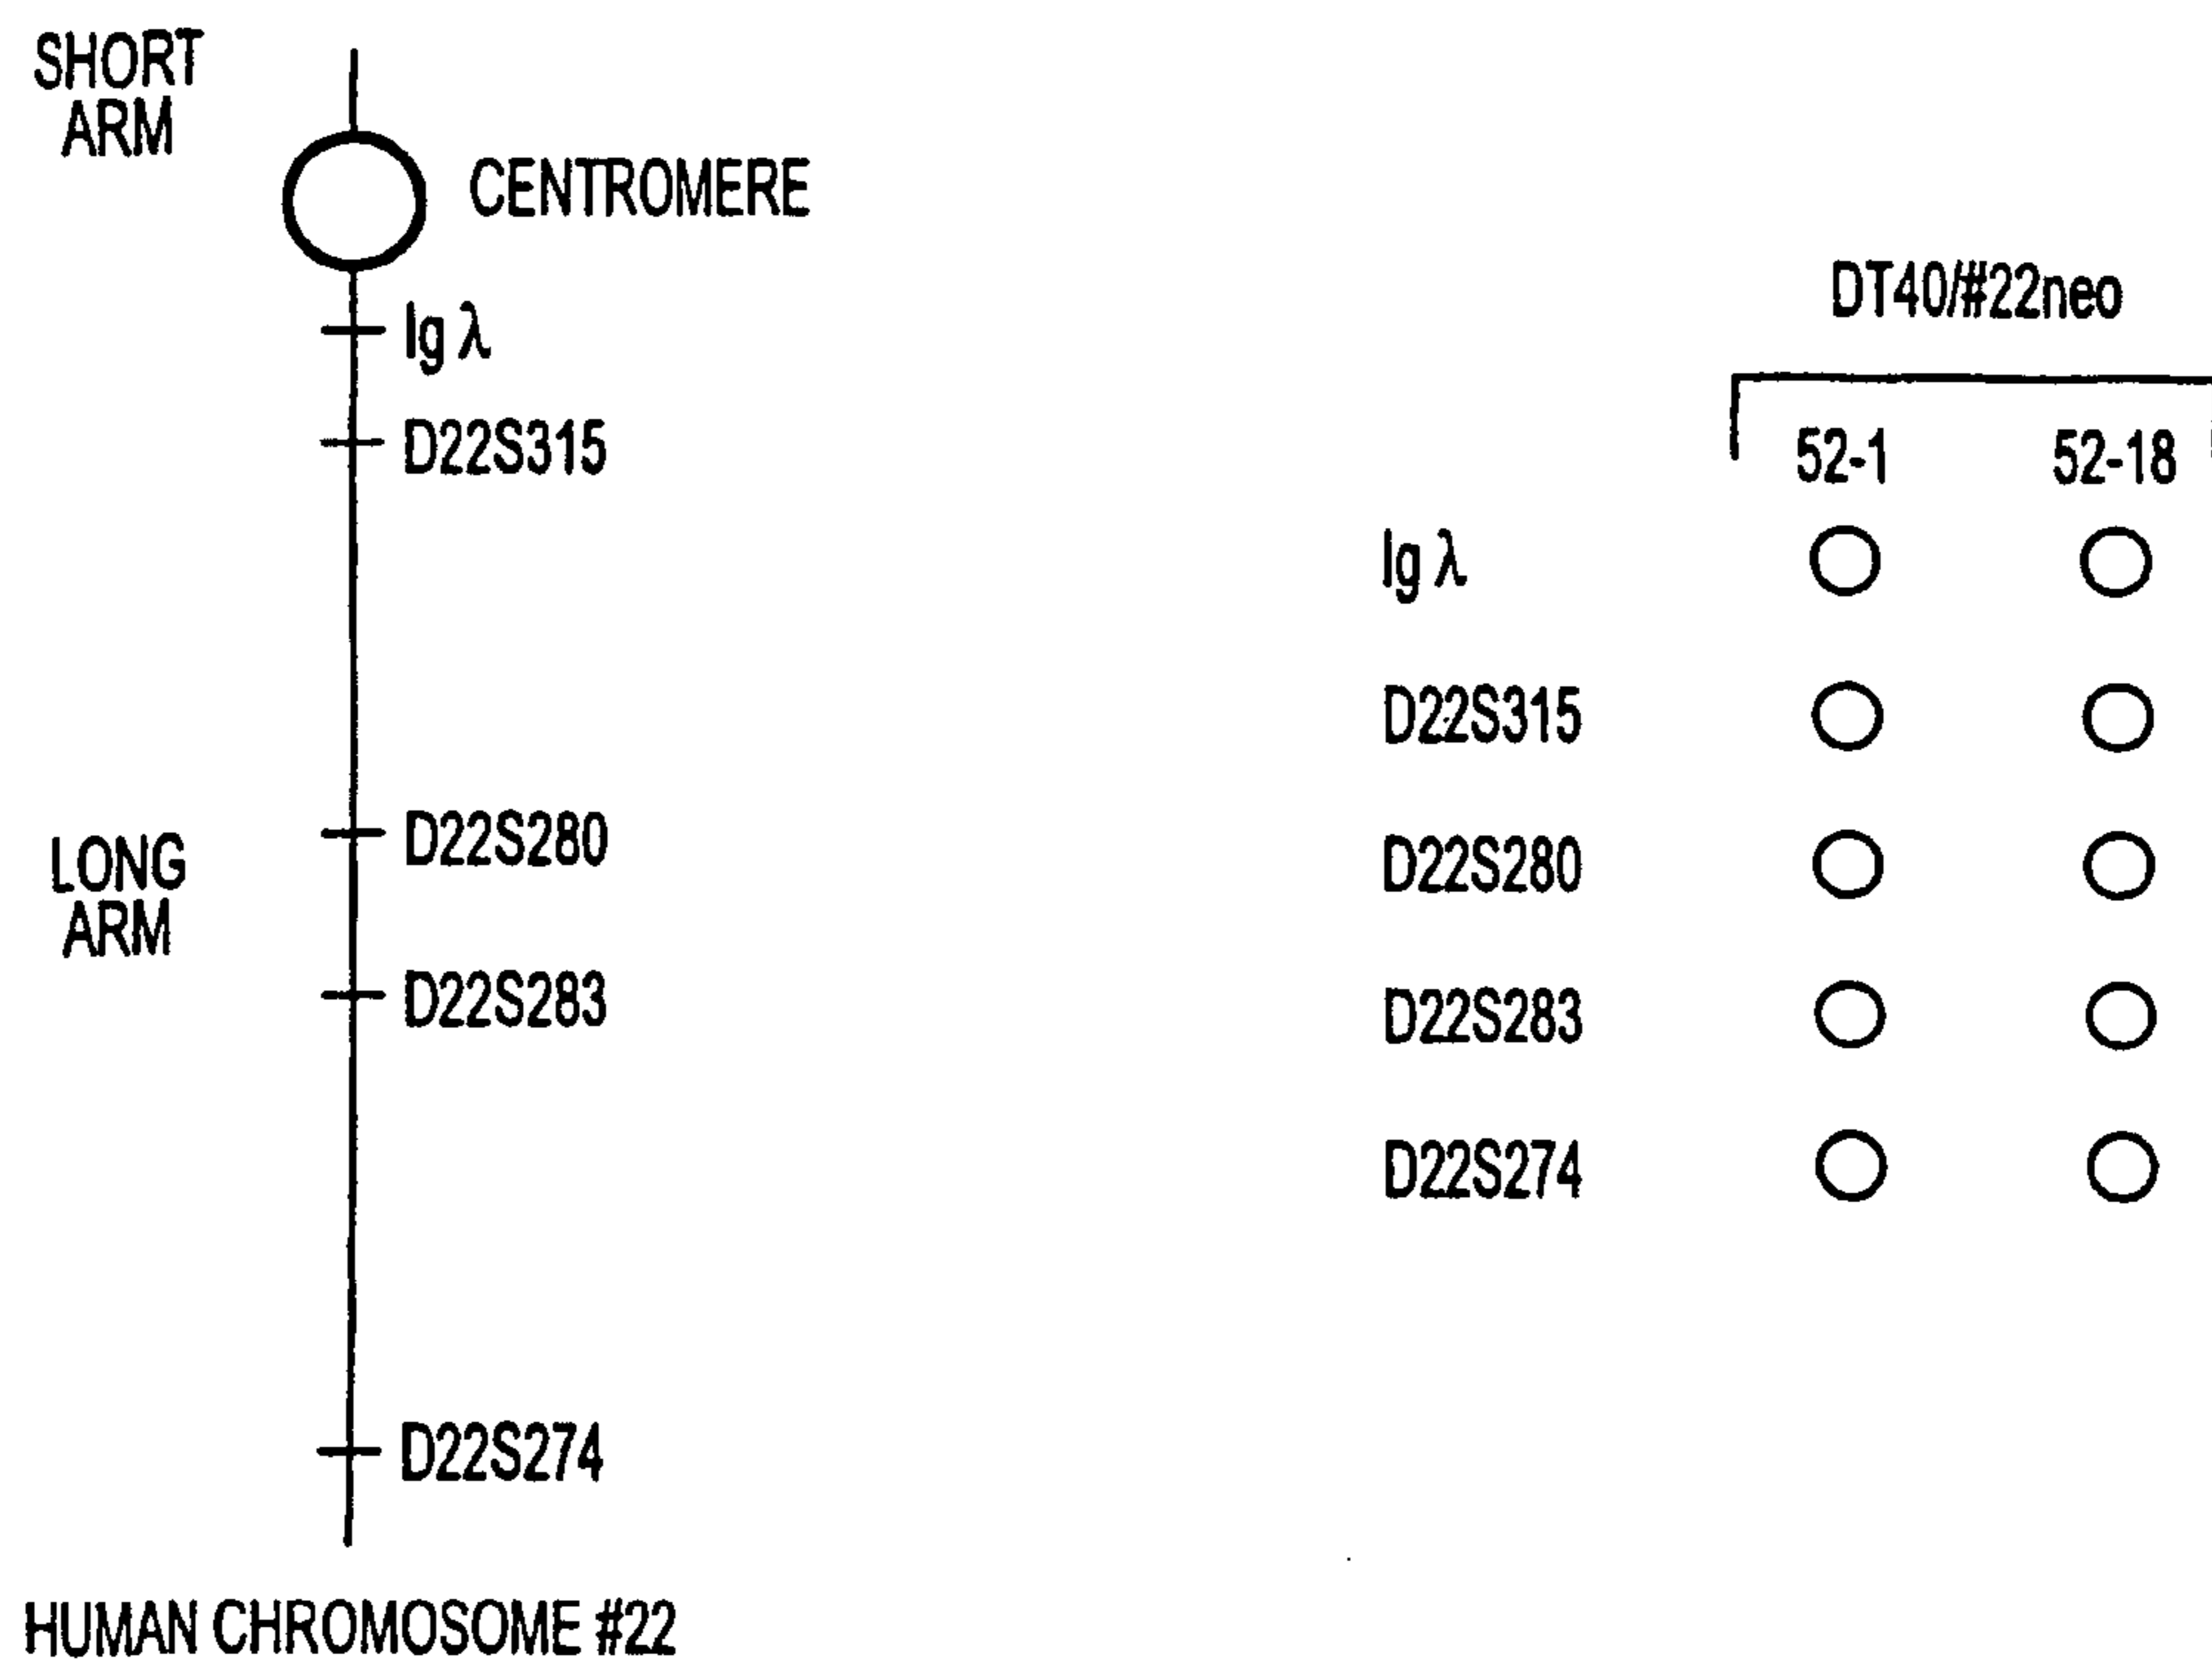 SHORT
ARM
CENTROMERE
Ig λ
D22S315
D22S280
LONG
ARM
D22S283
D22S274
HUMAN CHROMOSOME #22
DT40/#22neo
52-1 52-18
Ig λ
D22S315
D22S280
D22S283
D22S274